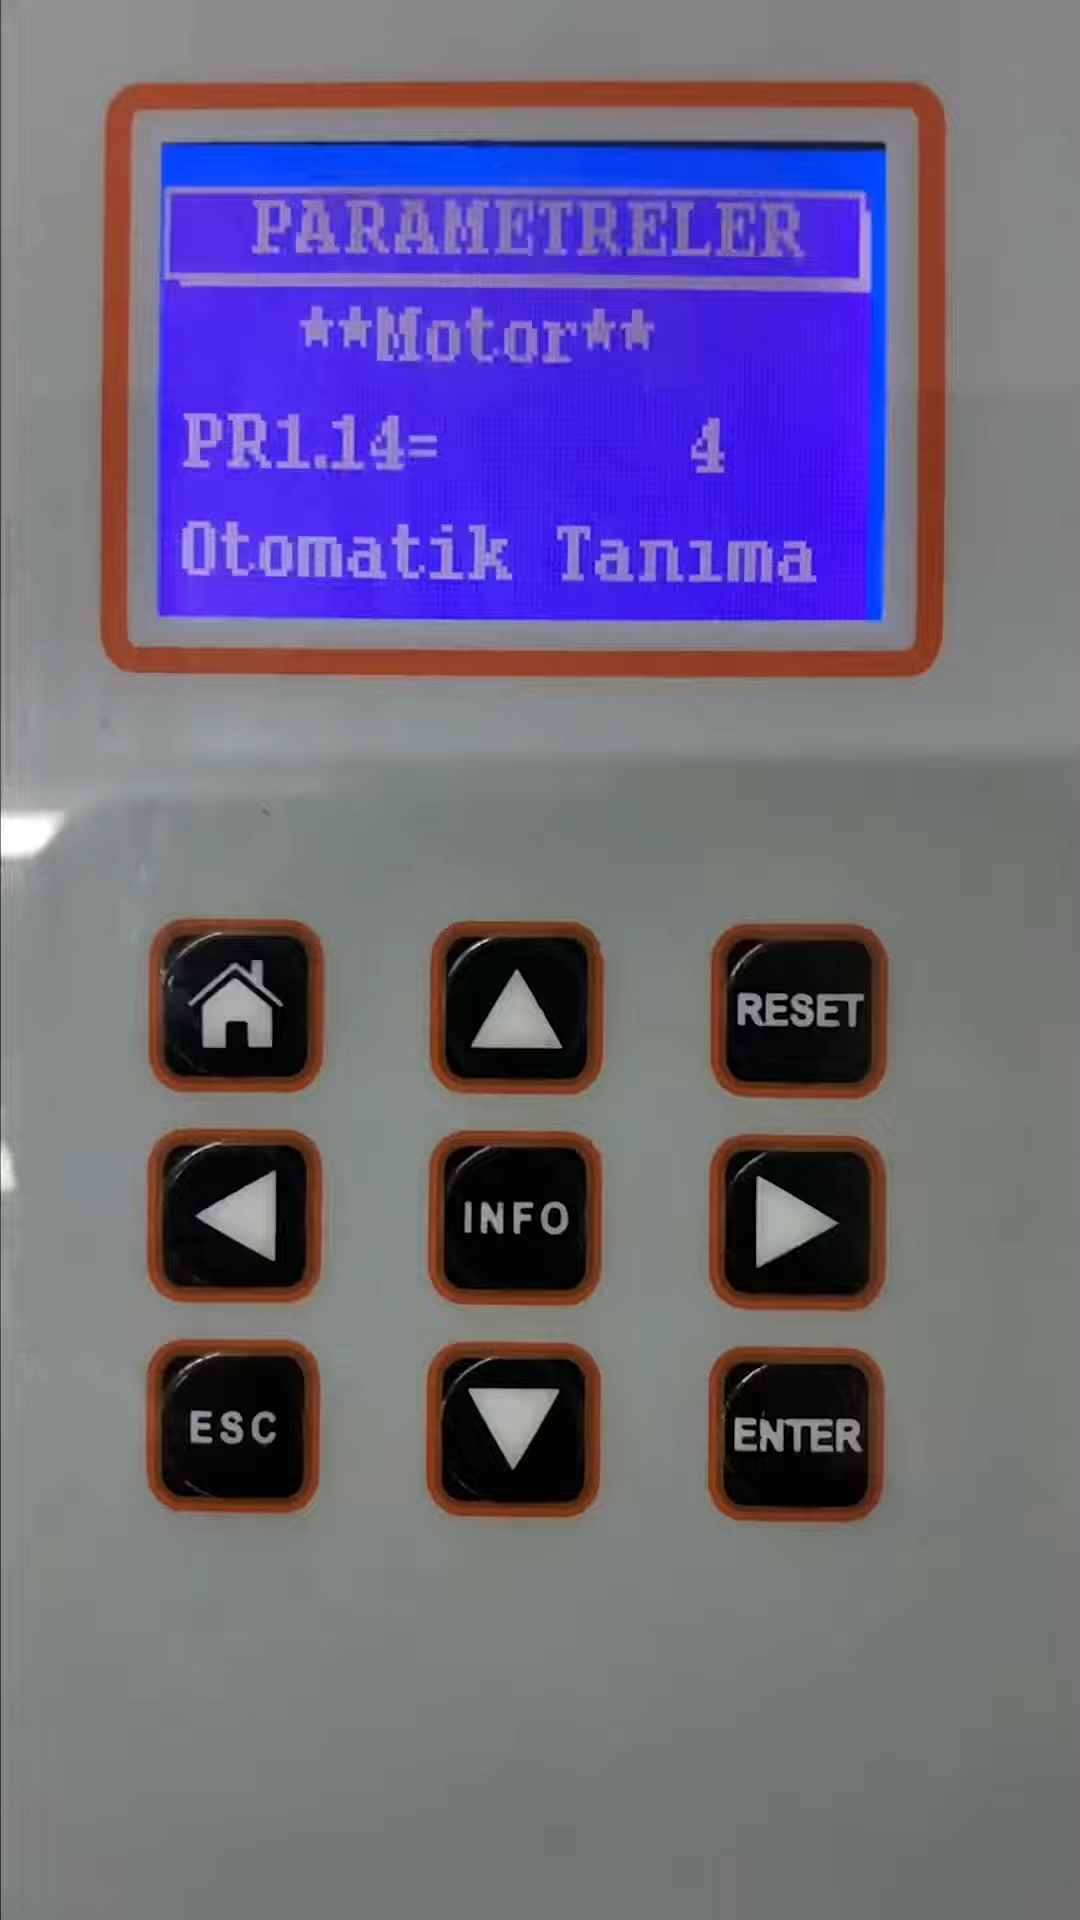 PARAMETRELER
**Motor**
PR1.14= 4
Otomatik Tanıma
RESET
INFO
ESC
ENTER